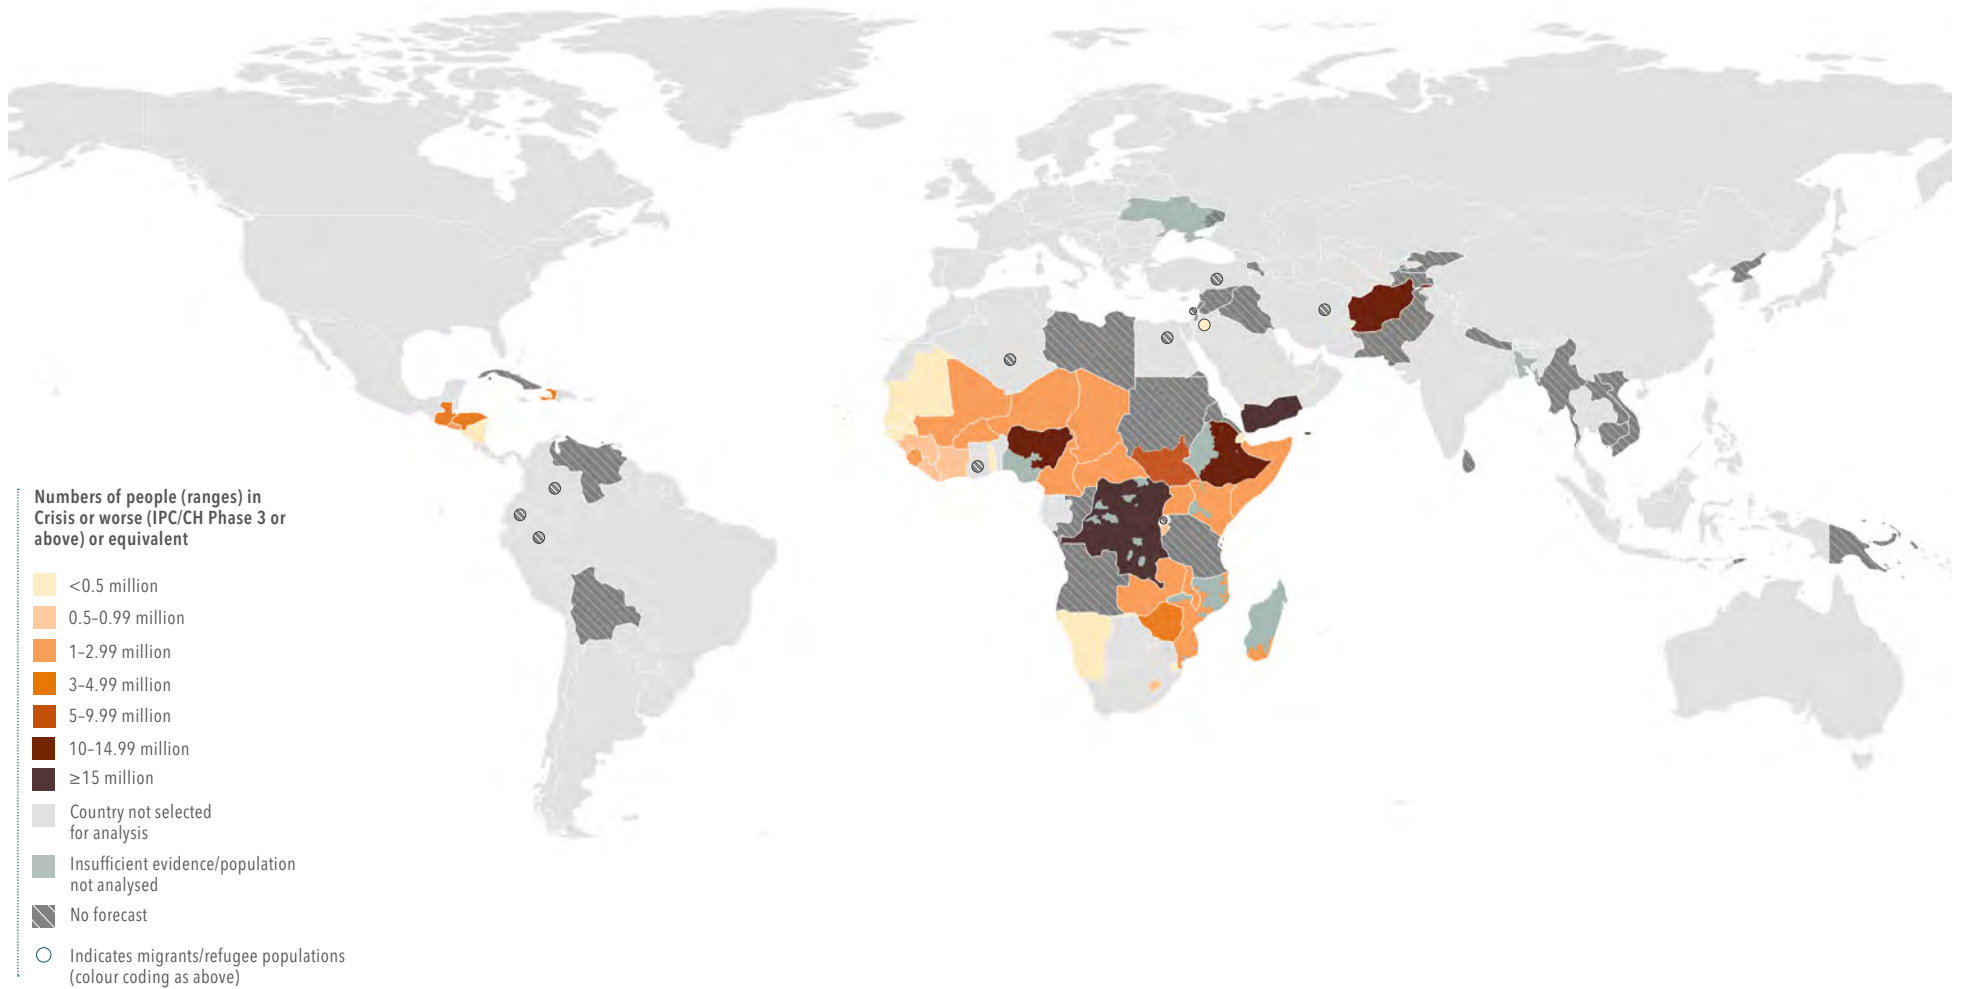 Numbers of people (ranges) in
Crisis or worse (IPC/CH Phase 3 or
above) or equivalent
<0.5 million
0.5–0.99 million
1–2.99 million
3–4.99 million
5–9.99 million
10–14.99 million
≥15 million
Country not selected
for analysis
Insufficient evidence/population
not analysed
No forecast
Indicates migrants/refugee populations
(colour coding as above)